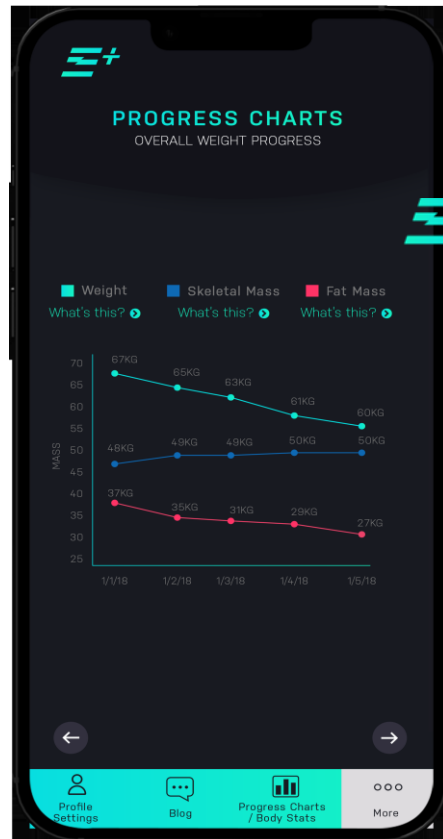 PROGRESS CHARTS
OVERALL WEIGHT PROGRESS
Weight Skeletal Mass Fat Mass
What's this? What's this? What's this?
70
65
60
55
50
45
40
35
30
25
MASS
67KG 65KG 63KG 61KG 60KG
48KG 49KG 49KG 50KG 50KG
37KG 35KG 31KG 29KG 27KG
1/1/18 1/2/18 1/3/18 1/4/18 1/5/18
Profile Settings
Blog
Progress Charts / Body Stats
More